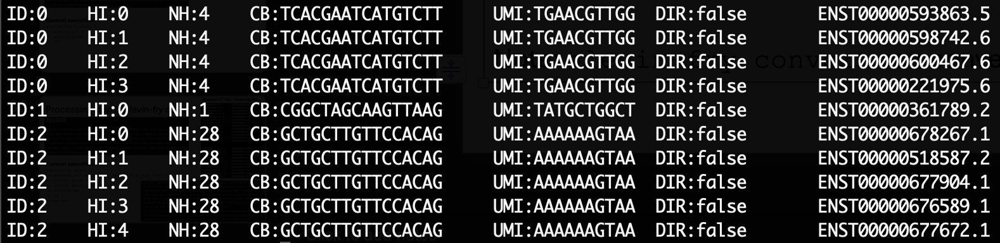 ID:0 HI:0 NH:4 CB:TCACGAATCATGTCTT UMI:TGAACGTTGG DIR:false ENST00000593863.5
ID:0 HI:1 NH:4 CB:TCACGAATCATGTCTT UMI:TGAACGTTGG DIR:false ENST00000598742.6
ID:0 HI:2 NH:4 CB:TCACGAATCATGTCTT UMI:TGAACGTTGG DIR:false ENST00000600467.6
ID:0 HI:3 NH:4 CB:TCACGAATCATGTCTT UMI:TGAACGTTGG DIR:false ENST00000221975.6
ID:1 HI:0 NH:1 CB:CGGCTAGCAAGTTAAG UMI:TATGCTGGCT DIR:false ENST00000361789.2
ID:2 HI:0 NH:28 CB:GCTGCTTGTTCCACAG UMI:AAAAAAGTAA DIR:false ENST00000678267.1
ID:2 HI:1 NH:28 CB:GCTGCTTGTTCCACAG UMI:AAAAAAGTAA DIR:false ENST00000518587.2
ID:2 HI:2 NH:28 CB:GCTGCTTGTTCCACAG UMI:AAAAAAGTAA DIR:false ENST00000677904.1
ID:2 HI:3 NH:28 CB:GCTGCTTGTTCCACAG UMI:AAAAAAGTAA DIR:false ENST00000676589.1
ID:2 HI:4 NH:28 CB:GCTGCTTGTTCCACAG UMI:AAAAAAGTAA DIR:false ENST00000677672.1